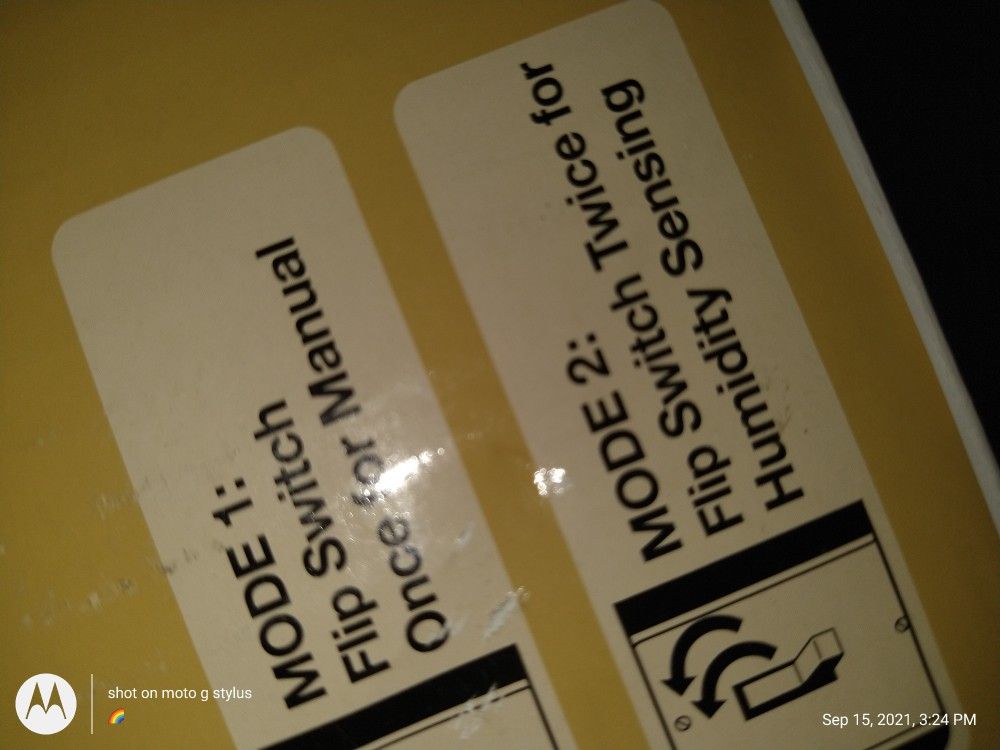 MODE 1:
Flip Switch
Once for Manual
MODE 2:
Flip Switch Twice for
Humidity Sensing
shot on moto g stylus
Sep 15, 2021, 3:24 PM